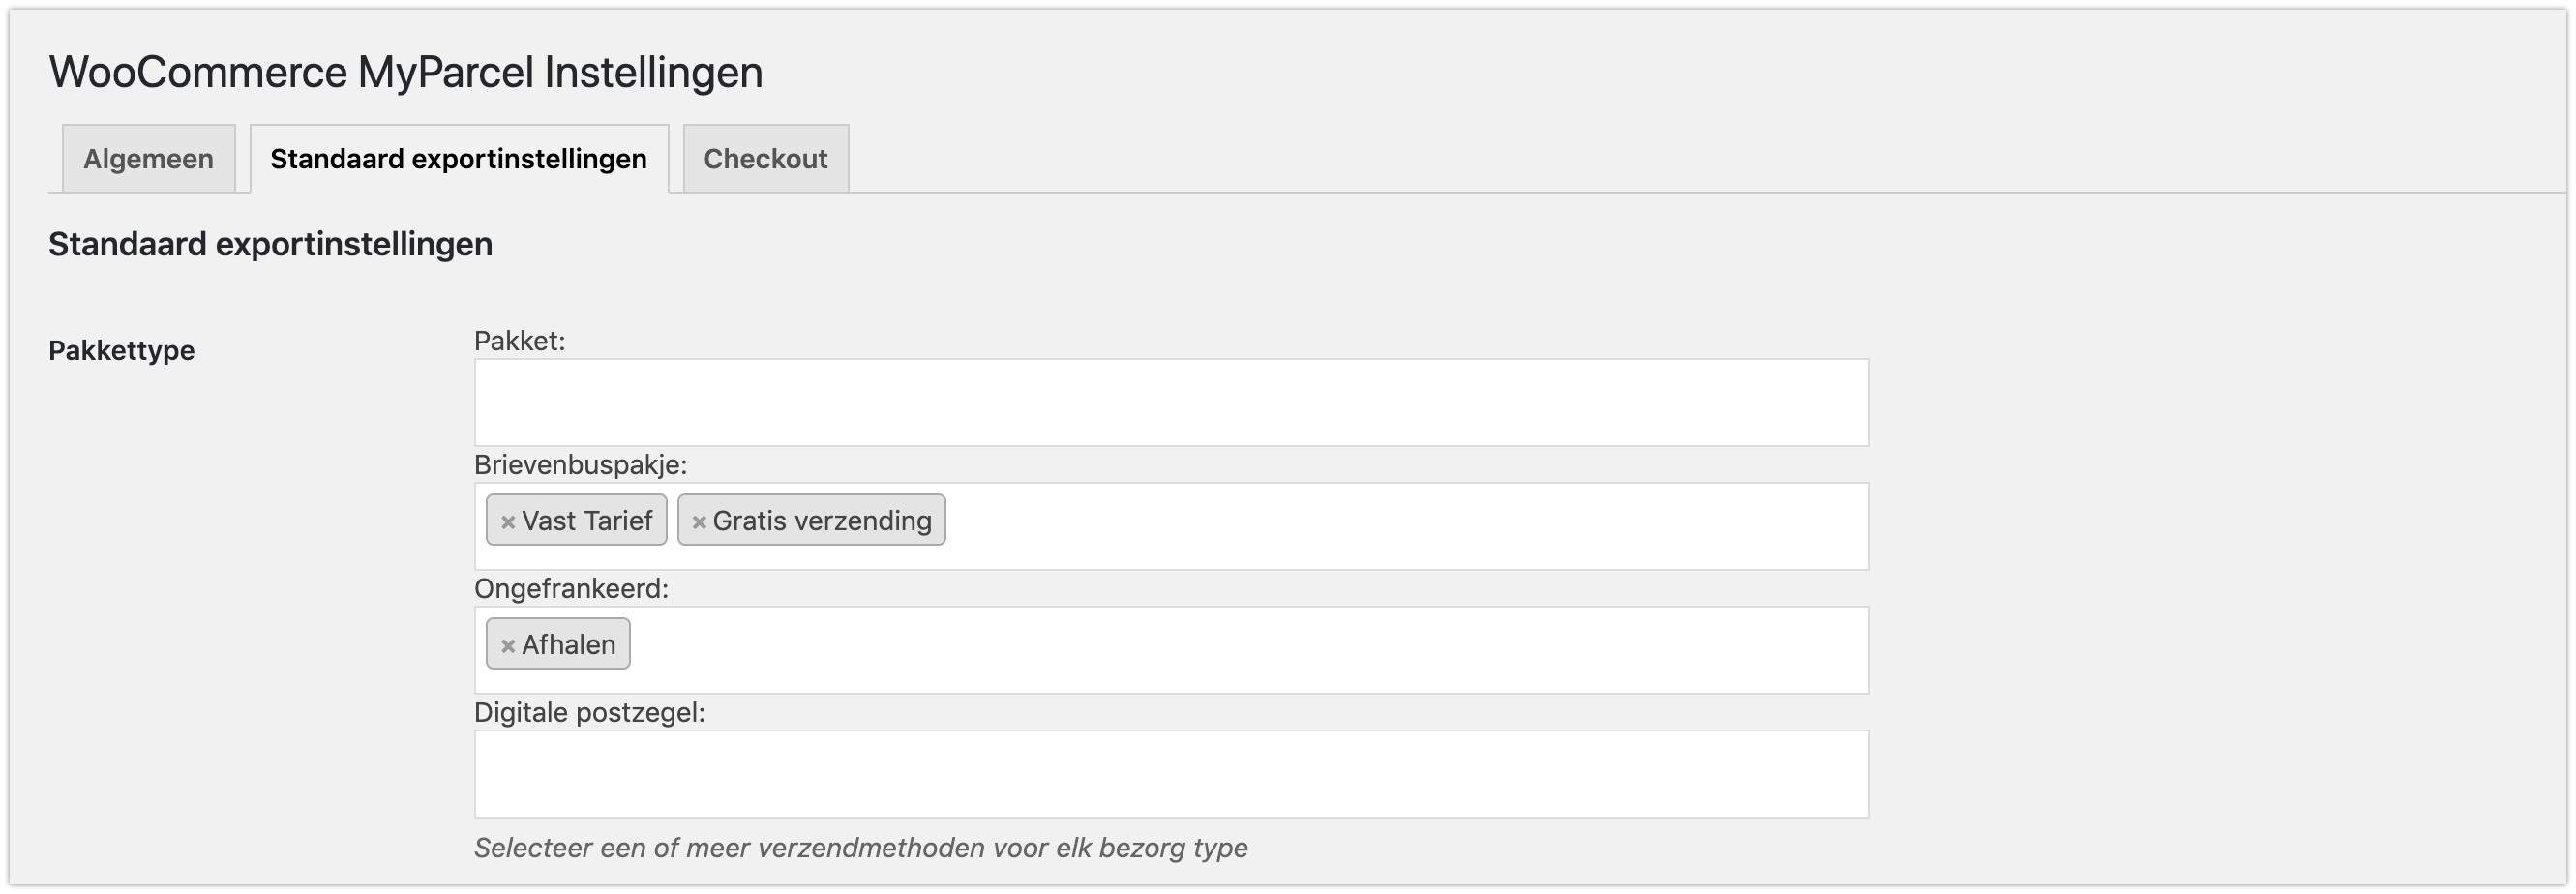 WooCommerce MyParcel Instellingen
Algemeen Standaard exportinstellingen Checkout
Standaard exportinstellingen
Pakkettype
Pakket:
Brievenbuspakje:
× Vast Tarief × Gratis verzending
Ongefrankeerd:
× Afhalen
Digitale postzegel:
Selecteer een of meer verzendmethoden voor elk bezorg type